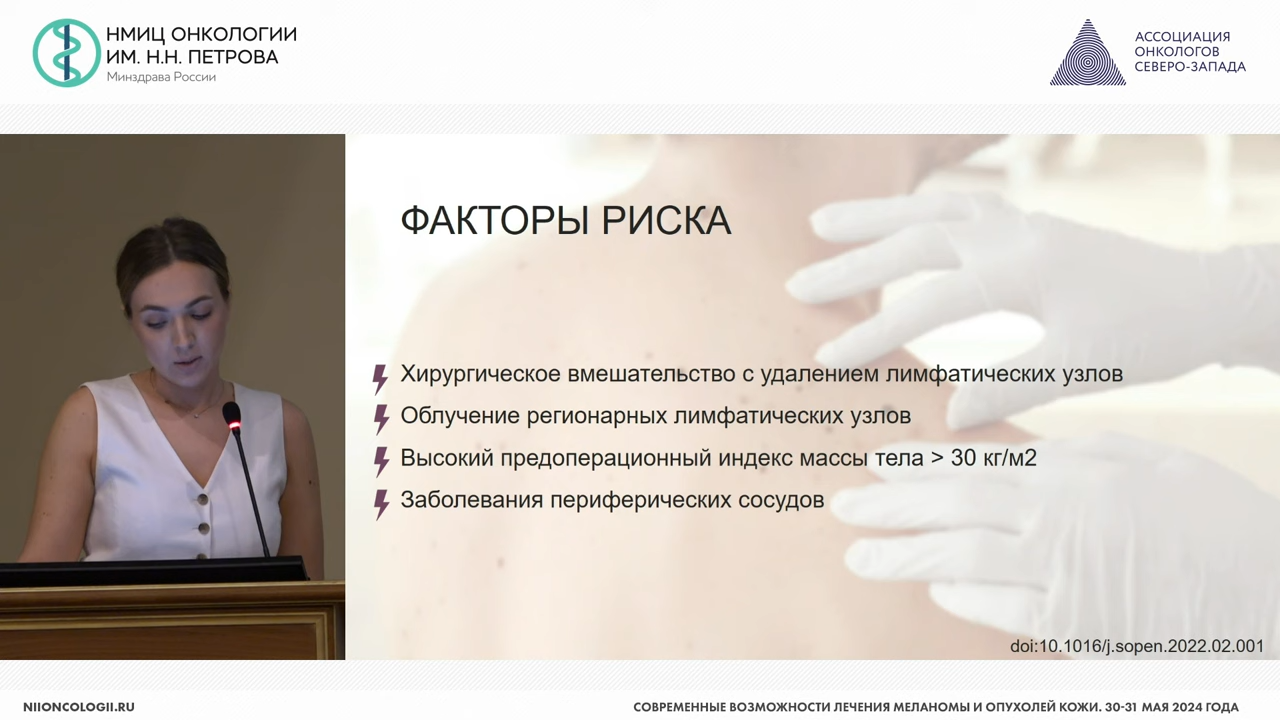 НМИЦ ОНКОЛОГИИ
ИМ. Н.Н. ПЕТРОВА
Минздрава России
АССОЦИАЦИЯ
ОНКОЛОГОВ
СЕВЕРО-ЗАПАДА
ФАКТОРЫ РИСКА
Хирургическое вмешательство с удалением лимфатических узлов
Облучение регионарных лимфатических узлов
Высокий предоперационный индекс массы тела > 30 кг/м2
Заболевания периферических сосудов
doi:10.1016/j.sopen.2022.02.001
NIIONCOLOGII.RU
СОВРЕМЕННЫЕ ВОЗМОЖНОСТИ ЛЕЧЕНИЯ МЕЛАНОМЫ И ОПУХОЛЕЙ КОЖИ. 30-31 МАЯ 2024 ГОДА